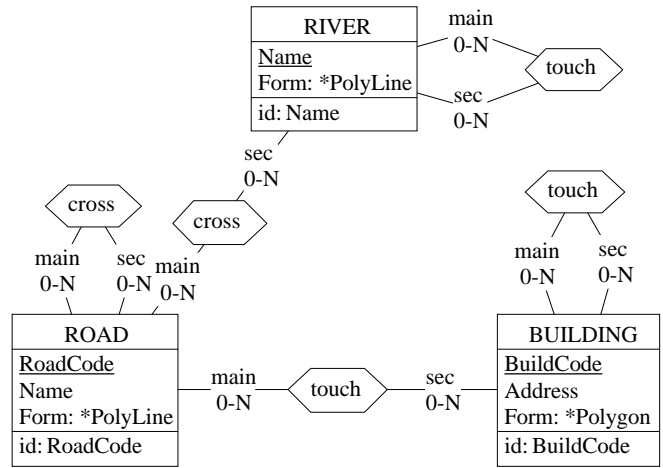 RIVER
Name
Form: *PolyLine
id: Name
main
0-N
touch
sec
0-N
sec
0-N
cross
cross
main
0-N
sec
0-N
main
0-N
touch
main
0-N
sec
0-N
ROAD
RoadCode
Name
Form: *PolyLine
id: RoadCode
main
0-N
touch
sec
0-N
BUILDING
BuildCode
Address
Form: *Polygon
id: BuildCode